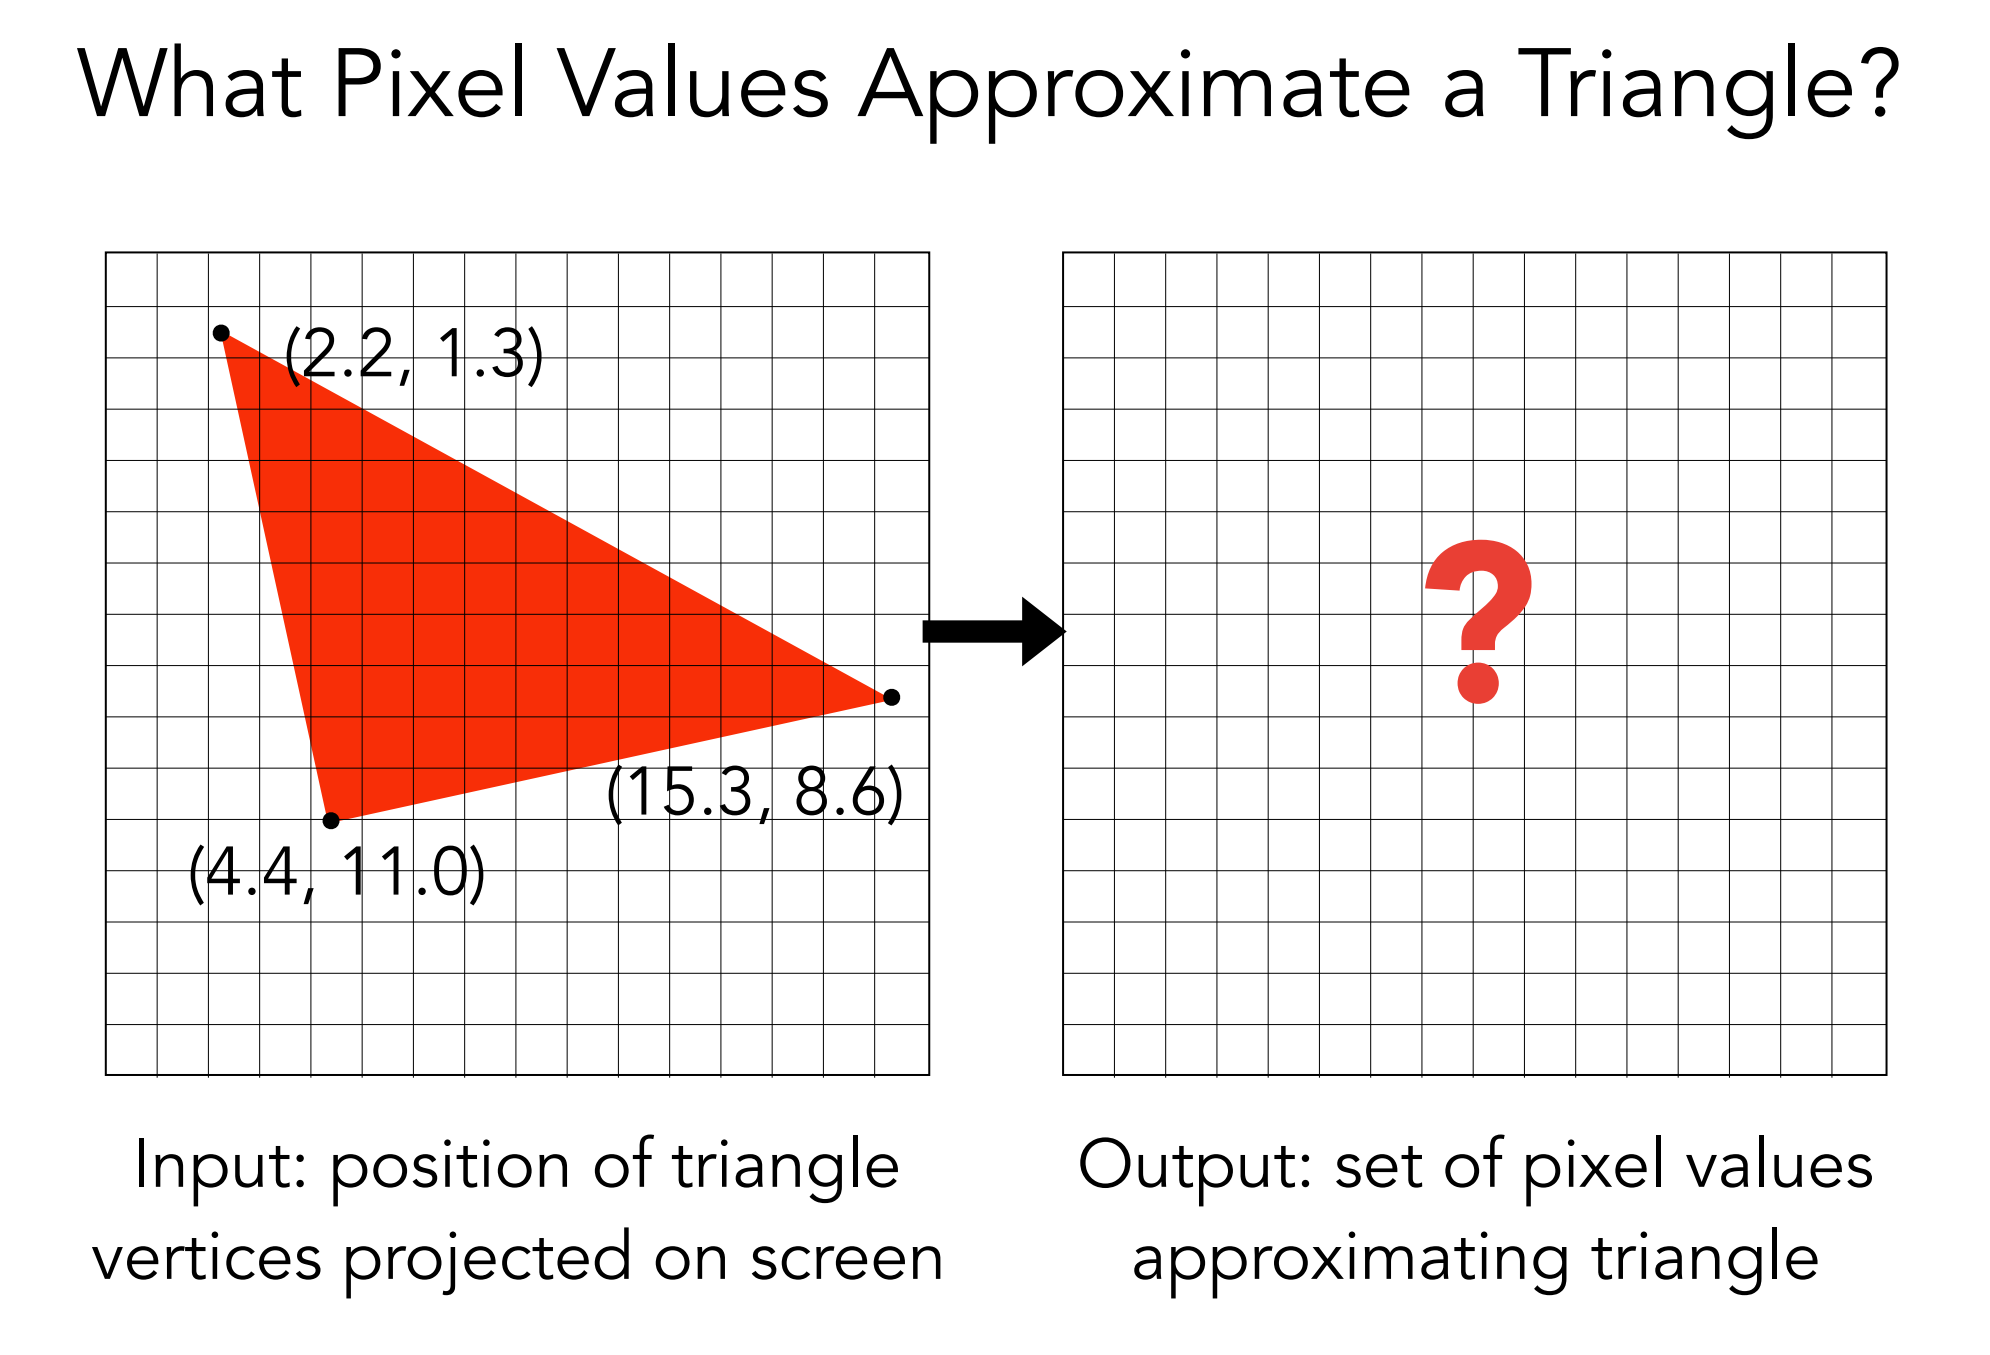 What Pixel Values Approximate a Triangle?
(2.2, 1.3)
(15.3, 8.6)
(4.4, 11.0)
?
Input: position of triangle
vertices projected on screen
Output: set of pixel values
approximating triangle